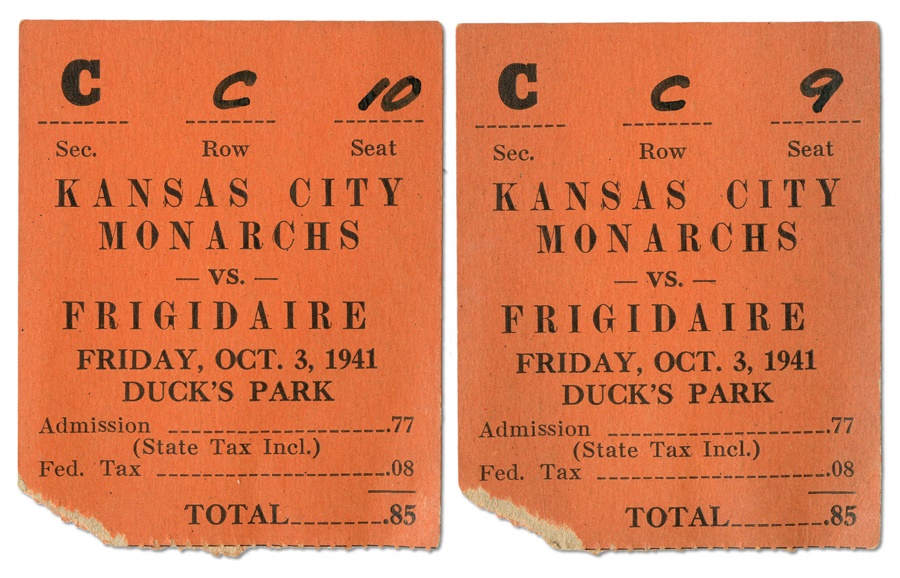 C C 10
Sec. Row Seat
KANSAS CITY
MONARCHS
— VS. —
FRIGIDAIRE
FRIDAY, OCT. 3, 1941
DUCK'S PARK
Admission .77
(State Tax Incl.)
Fed. Tax .08
TOTAL .85
C C 9
Sec. Row Seat
KANSAS CITY
MONARCHS
— VS. —
FRIGIDAIRE
FRIDAY, OCT. 3, 1941
DUCK'S PARK
Admission .77
(State Tax Incl.)
Fed. Tax .08
TOTAL .85